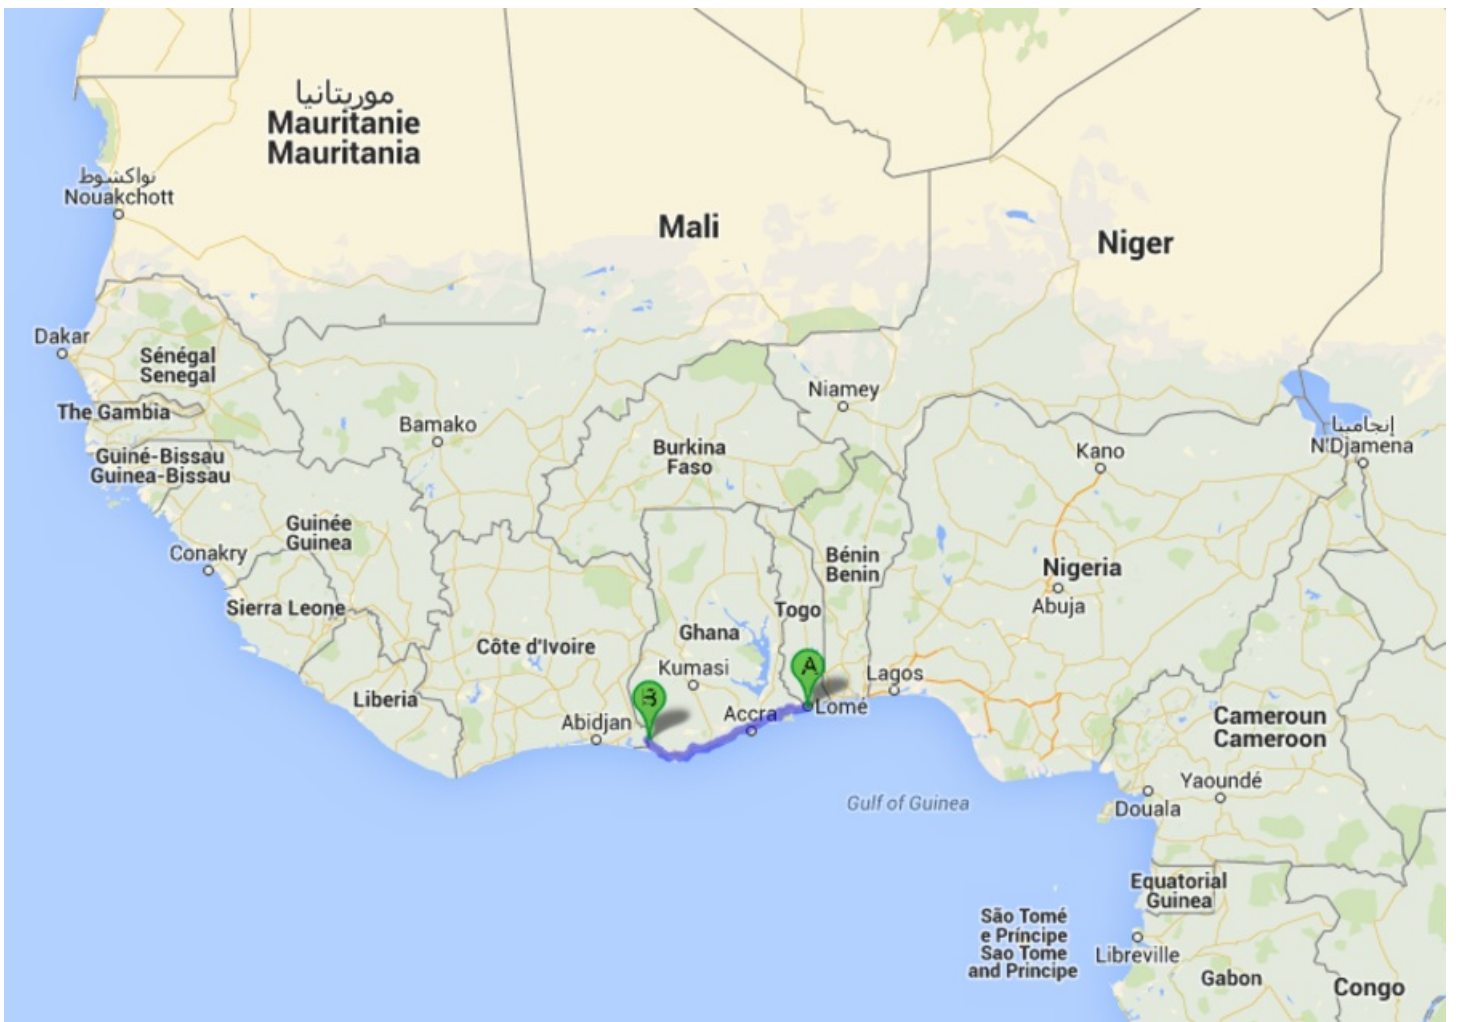 موريتانيا
Mauritanie
Mauritania
نواكشوط
Nouakchott
Mali
Niger
Dakar
Sénégal
Senegal
The Gambia
Niamey
Bamako
Burkina
Faso
Kano
إنجامينا
N'Djamena
Guiné-Bissau
Guinea-Bissau
Guinée
Guinea
Conakry
Bénin
Benin
Nigeria
Abuja
Sierra Leone
Togo
Ghana
Côte d'Ivoire
Kumasi
A
Lagos
Liberia
B
Abidjan
Accra
Lomé
Cameroun
Cameroon
Yaoundé
Gulf of Guinea
Douala
Equatorial
Guinea
São Tomé
e Príncipe
Sao Tome
and Principe
Libreville
Gabon
Congo